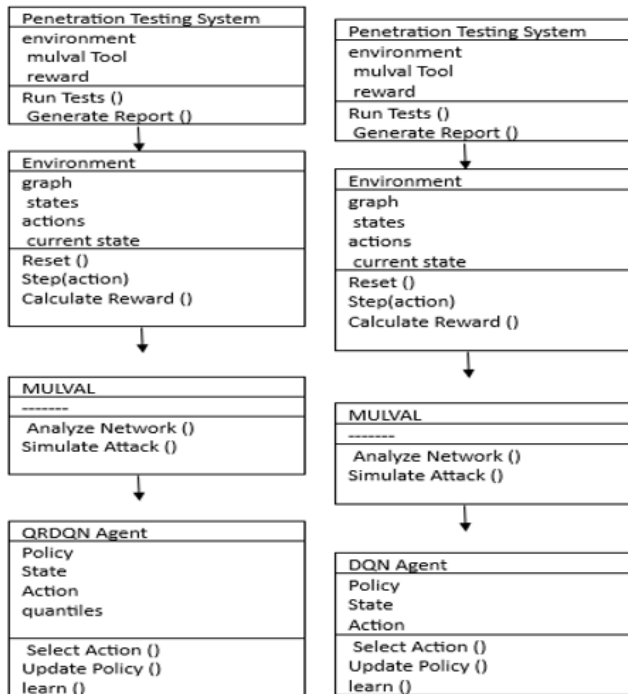 Penetration Testing System
environment
mulval Tool
reward
Run Tests ()
Generate Report ()
Environment
graph
states
actions
current state
Reset ()
Step(action)
Calculate Reward ()
MULVAL
-------
Analyze Network ()
Simulate Attack ()
QRDQN Agent
Policy
State
Action
quantiles
Select Action ()
Update Policy ()
learn ()
Penetration Testing System
environment
mulval Tool
reward
Run Tests ()
Generate Report ()
Environment
graph
states
actions
current state
Reset ()
Step(action)
Calculate Reward ()
MULVAL
-------
Analyze Network ()
Simulate Attack ()
DQN Agent
Policy
State
Action
Select Action ()
Update Policy ()
learn ()